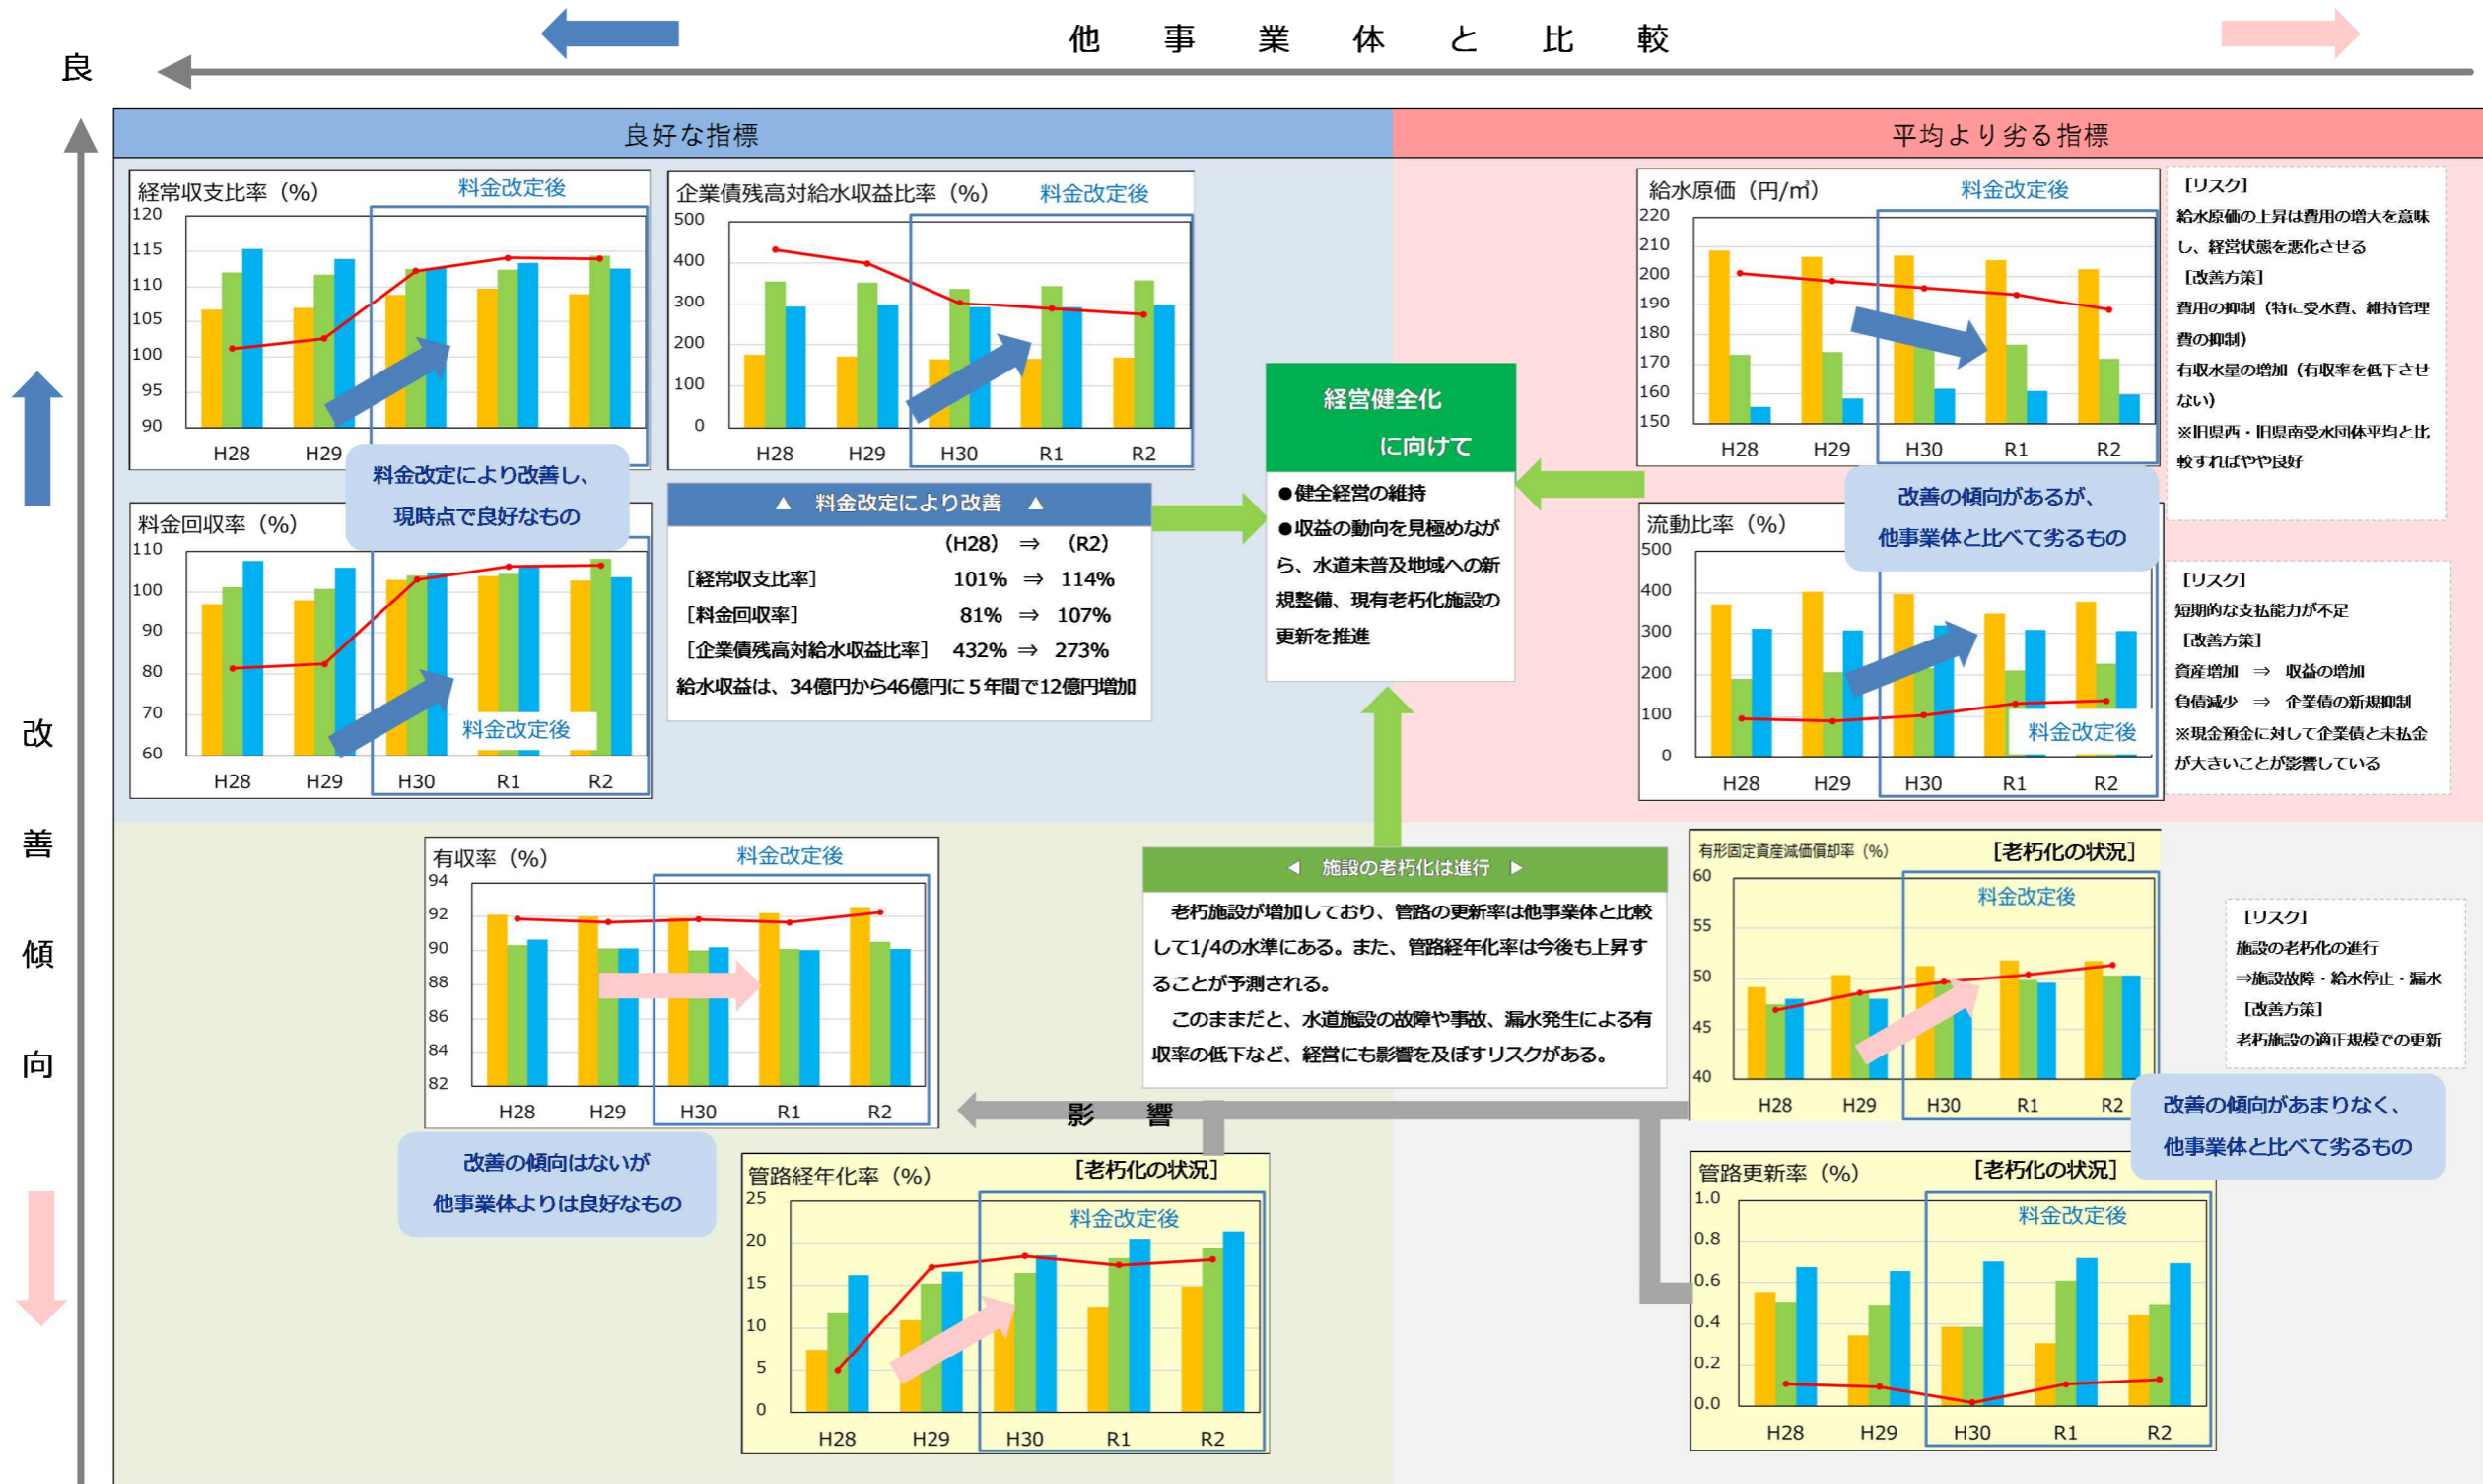 他事業体と比較
良
良好な指標
平均より劣る指標
経常収支比率（%）
料金改定後
120
115
110
105
100
95
90
H28
H29
企業債残高対給水収益比率（%）
料金改定後
500
400
300
200
100
0
H28 H29 H30 R1 R2
料金改定により改善し、
現時点で良好なもの
料金回収率（%）
110
100
90
80
70
60
料金改定後
H28 H29 H30 R1 R2
▲ 料金改定により改善 ▲
（H28） ⇒ （R2）
［経常収支比率］ 101% ⇒ 114%
［料金回収率］ 81% ⇒ 107%
［企業債残高対給水収益比率］ 432% ⇒ 273%
給水収益は、34億円から46億円に５年間で12億円増加
経営健全化
に向けて
●健全経営の維持
●収益の動向を見極めなが
ら、水道未普及地域への新
規整備、現有老朽化施設の
更新を推進
給水原価（円/㎥）
料金改定後
220
210
200
190
180
170
160
150
H28 H29 H30 R1 R2
［リスク］
給水原価の上昇は費用の増大を意味
し、経営状態を悪化させる
［改善方策］
費用の抑制（特に受水費、維持管理
費の抑制）
有収水量の増加（有収率を低下させ
ない）
※旧県西・旧県南受水団体平均と比
較すればやや良好
改善の傾向があるが、
他事業体と比べて劣るもの
流動比率（%）
500
400
300
200
100
0
料金改定後
H28 H29 H30 R1 R2
［リスク］
短期的な支払能力が不足
［改善方策］
資産増加 ⇒ 収益の増加
負債減少 ⇒ 企業債の新規抑制
※現金預金に対して企業債と未払金
が大きいことが影響している
改善傾向
有収率（%）
料金改定後
94
92
90
88
86
84
82
H28 H29 H30 R1 R2
改善の傾向はないが
他事業体よりは良好なもの
◀ 施設の老朽化は進行 ▶
老朽施設が増加しており、管路の更新率は他事業体と比較
して1/4の水準にある。また、管路経年化率は今後も上昇す
ることが予測される。
このままだと、水道施設の故障や事故、漏水発生による有
収率の低下など、経営にも影響を及ぼすリスクがある。
影響
管路経年化率（%）
［老朽化の状況］
料金改定後
25
20
15
10
5
0
H28 H29 H30 R1 R2
有形固定資産減価償却率（%）
［老朽化の状況］
料金改定後
60
55
50
45
40
H28 H29 H30 R1 R2
［リスク］
施設の老朽化の進行
⇒施設故障・給水停止・漏水
［改善方策］
老朽施設の適正規模での更新
改善の傾向があまりなく、
他事業体と比べて劣るもの
管路更新率（%）
［老朽化の状況］
料金改定後
1.0
0.8
0.6
0.4
0.2
0.0
H28 H29 H30 R1 R2